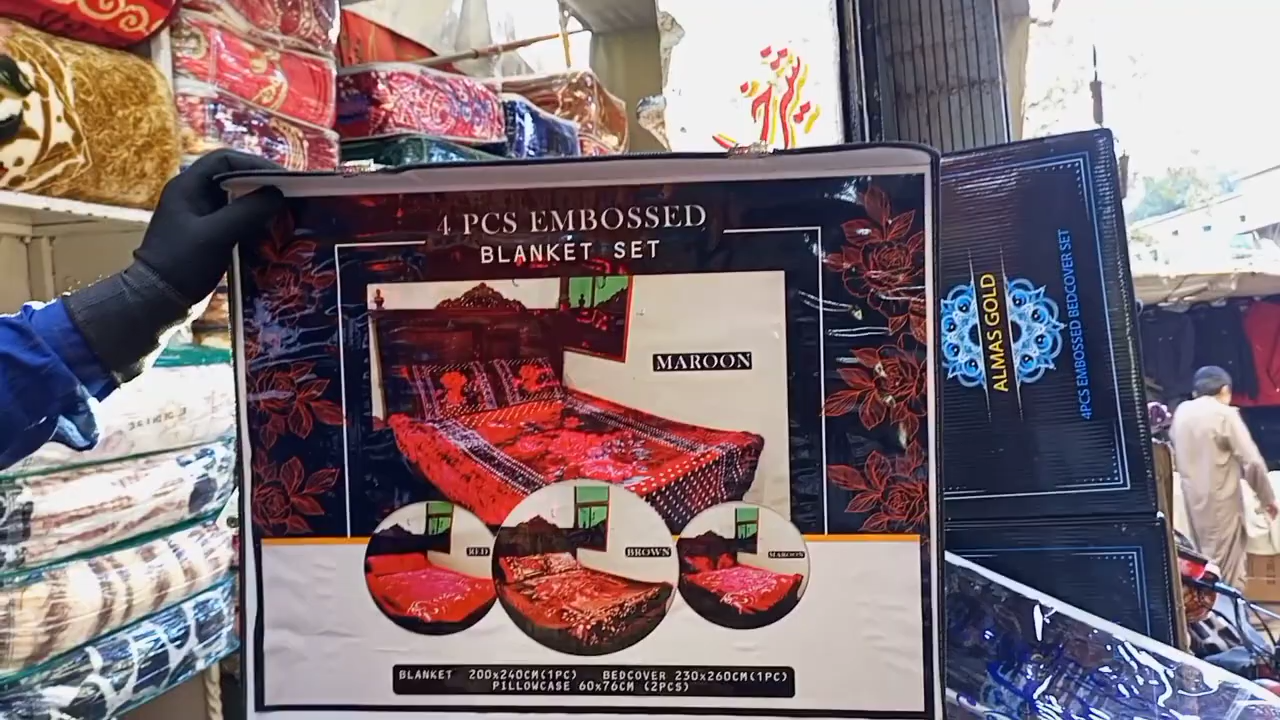 4 PCS EMBOSSED
BLANKET SET
MAROON
RED
BROWN
MAROON
BLANKET 200x240CM(1PC) BEDCOVER 230x260CM(1PC)
PILLOWCASE 60x76CM (2PCS)
ALMAS GOLD
4PCS EMBOSSED BEDCOVER SET